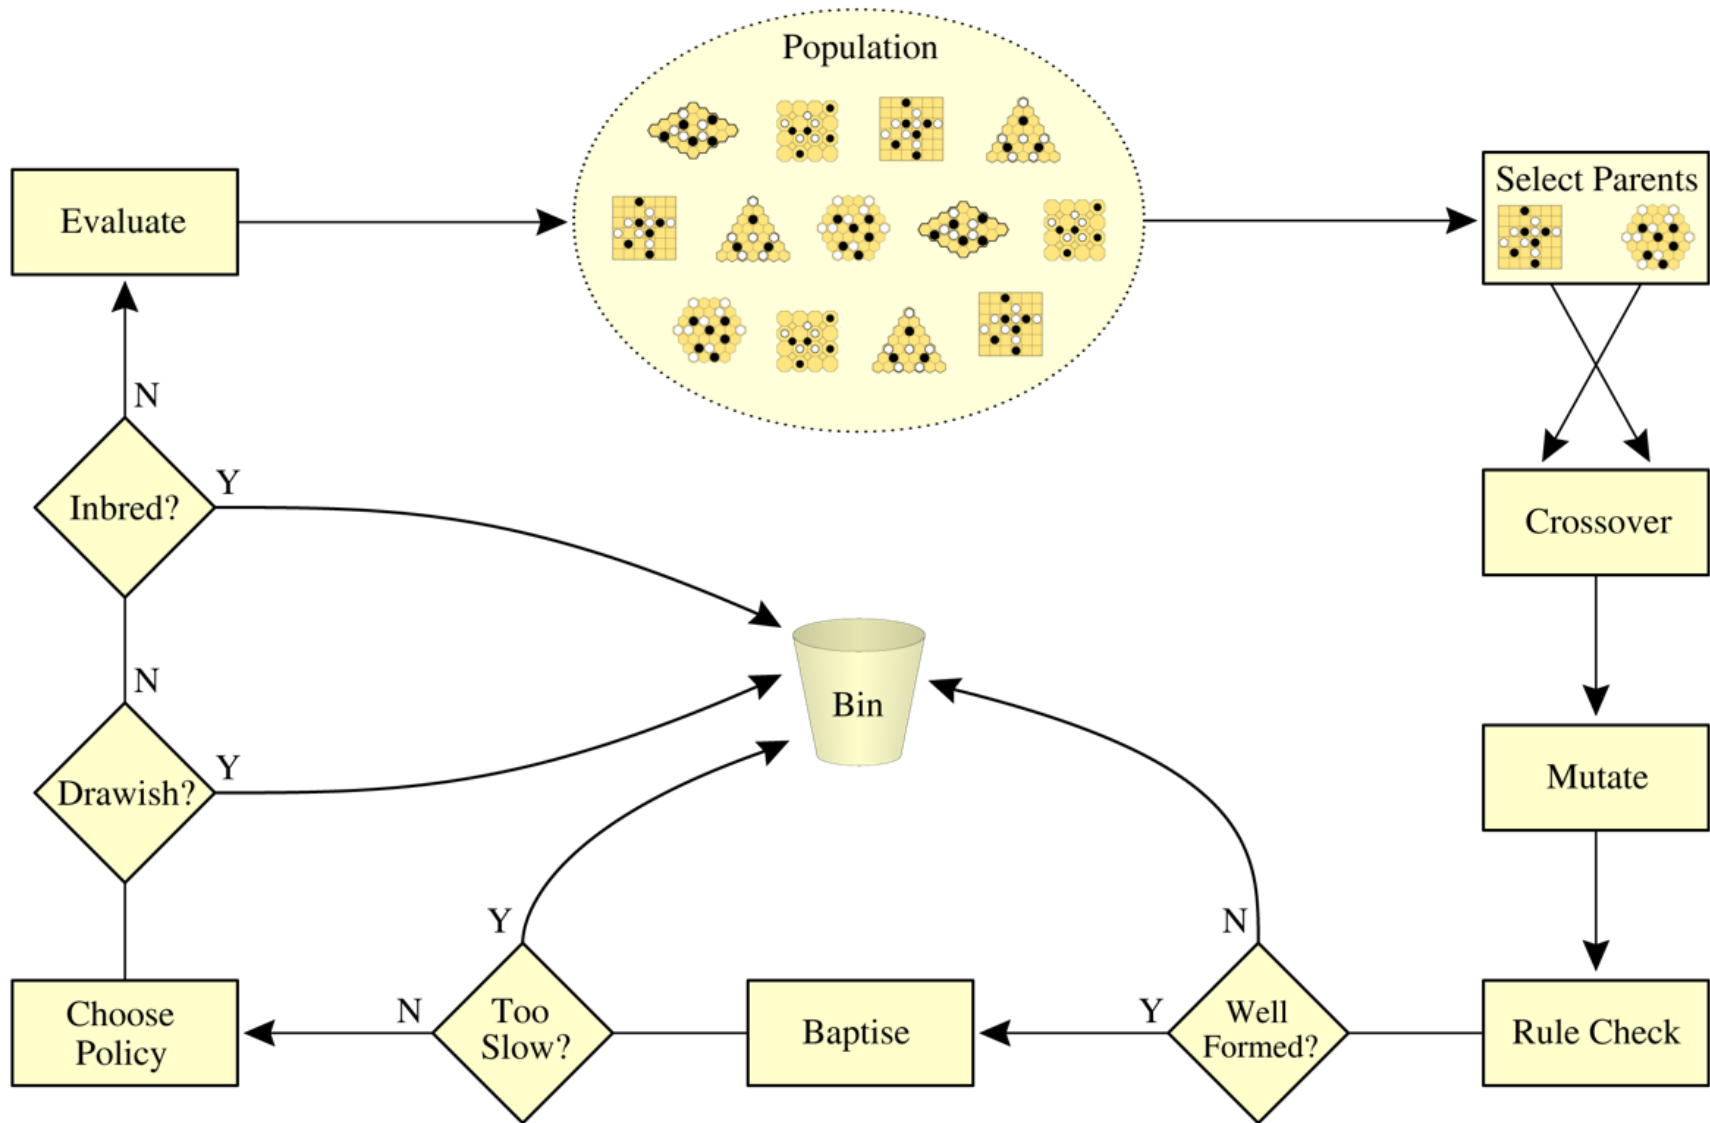 Population
Evaluate
Select Parents
N
Inbred?
Y
Crossover
N
Bin
Drawish?
Y
Mutate
Y
N
Choose
Policy
N
Too
Slow?
Baptise
Y
Well
Formed?
Rule Check